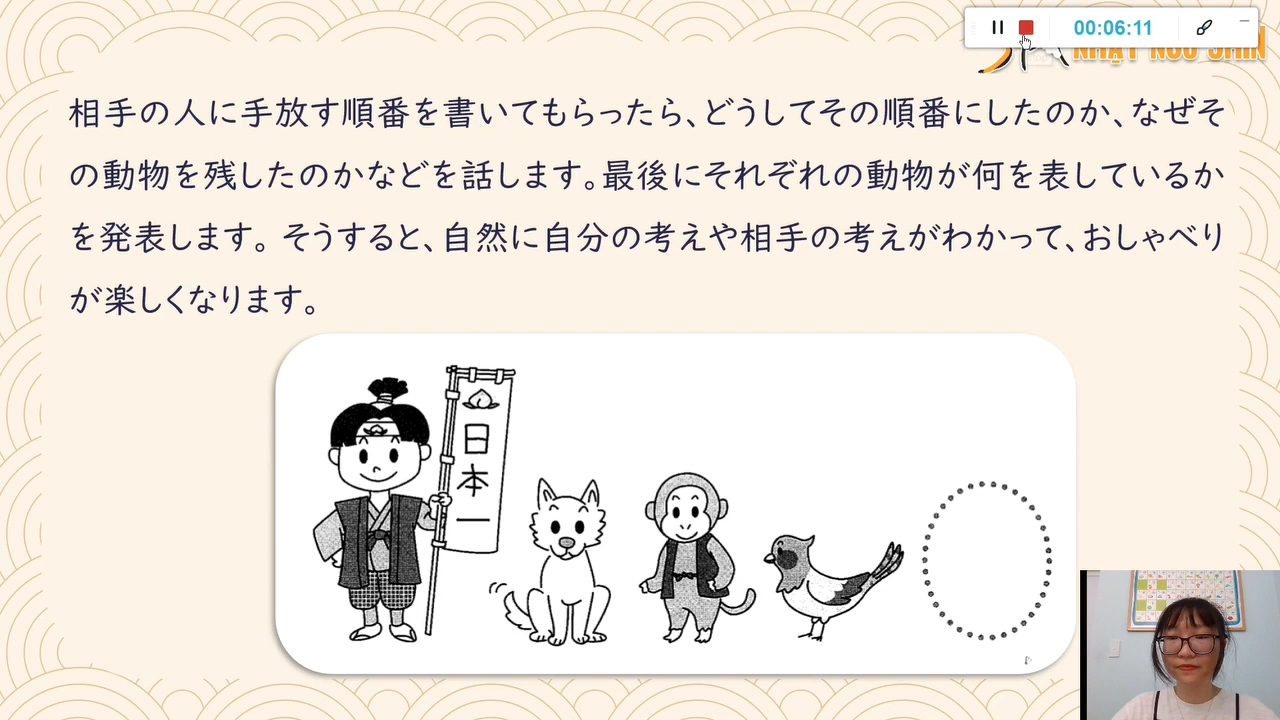 00:06:11
NHẬT NGỮ SHIN
相手の人に手放す順番を書いてもらったら、どうしてその順番にしたのか、なぜそ
の動物を残したのかなどを話します。最後にそれぞれの動物が何を表しているか
を発表します。そうすると、自然に自分の考えや相手の考えがわかって、おしゃべり
が楽しくなります。
日本一